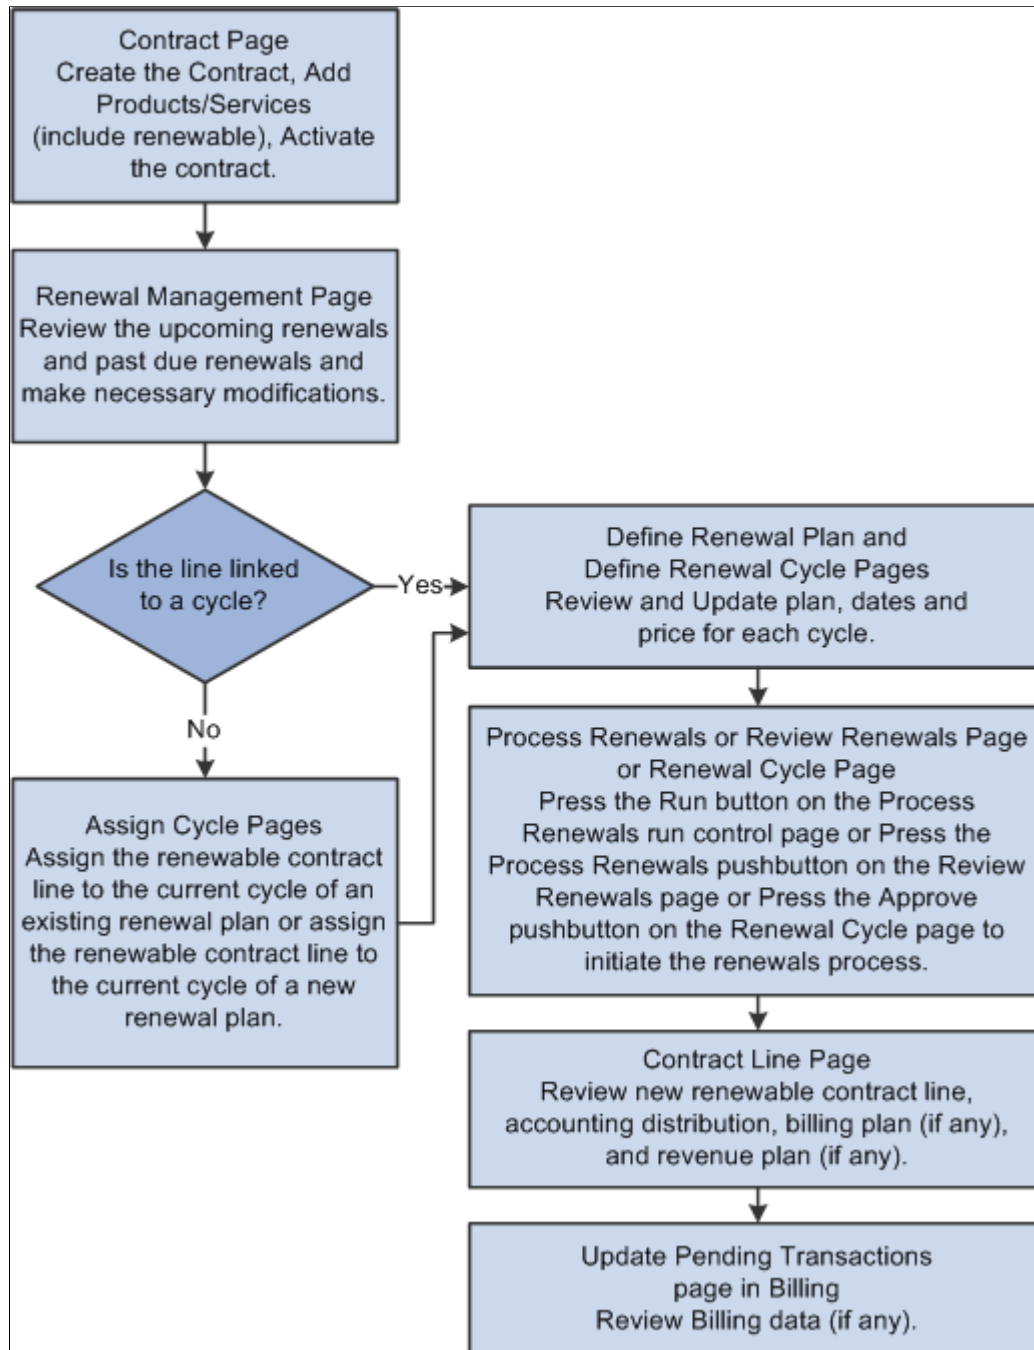 Contract Page
Create the Contract, Add
Products/Services
(include renewable), Activate
the contract.
Renewal Management Page
Review the upcoming renewals
and past due renewals and
make necessary modifications.
Is the line linked
to a cycle?
Yes
No
Assign Cycle Pages
Assign the renewable contract
line to the current cycle of an
existing renewal plan or assign
the renewable contract line to
the current cycle of a new
renewal plan.
Define Renewal Plan and
Define Renewal Cycle Pages
Review and Update plan, dates and
price for each cycle.
Process Renewals or Review Renewals Page
or Renewal Cycle Page
Press the Run button on the Process
Renewals run control page or Press the
Process Renewals pushbutton on the Review
Renewals page or Press the Approve
pushbutton on the Renewal Cycle page to
initiate the renewals process.
Contract Line Page
Review new renewable contract line,
accounting distribution, billing plan (if any),
and revenue plan (if any).
Update Pending Transactions
page in Billing
Review Billing data (if any).